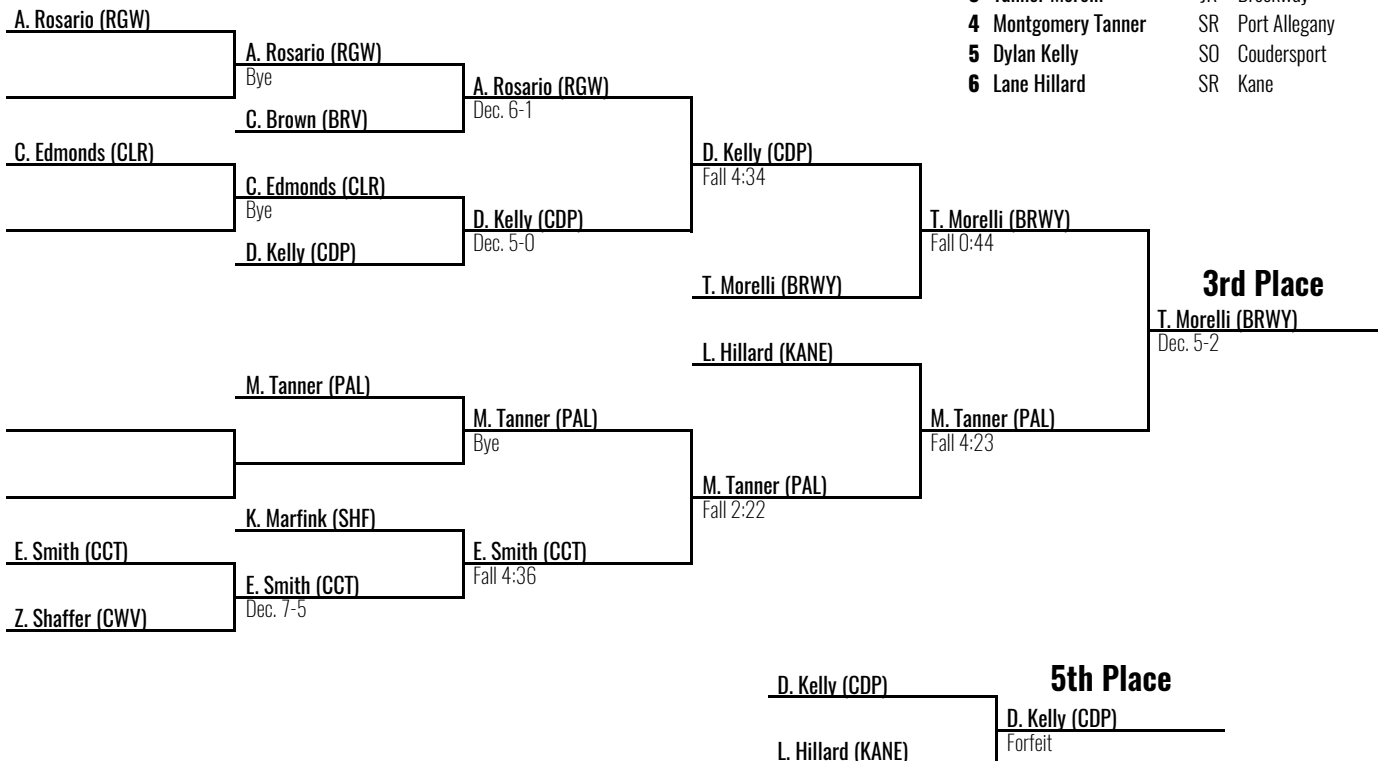 3 Tanner Morelli JR Brockway
4 Montgomery Tanner SR Port Allegany
5 Dylan Kelly SO Coudersport
6 Lane Hillard SR Kane
A. Rosario (RGW)
A. Rosario (RGW)
Bye
A. Rosario (RGW)
Dec. 6-1
C. Brown (BRV)
C. Edmonds (CLR)
D. Kelly (CDP)
Fall 4:34
C. Edmonds (CLR)
Bye
D. Kelly (CDP)
Dec. 5-0
T. Morelli (BRWY)
Fall 0:44
D. Kelly (CDP)
T. Morelli (BRWY)
3rd Place
T. Morelli (BRWY)
Dec. 5-2
L. Hillard (KANE)
M. Tanner (PAL)
M. Tanner (PAL)
Bye
M. Tanner (PAL)
Fall 4:23
M. Tanner (PAL)
Fall 2:22
K. Marfink (SHF)
E. Smith (CCT)
E. Smith (CCT)
Fall 4:36
E. Smith (CCT)
Dec. 7-5
Z. Shaffer (CWV)
5th Place
D. Kelly (CDP)
D. Kelly (CDP)
Forfeit
L. Hillard (KANE)